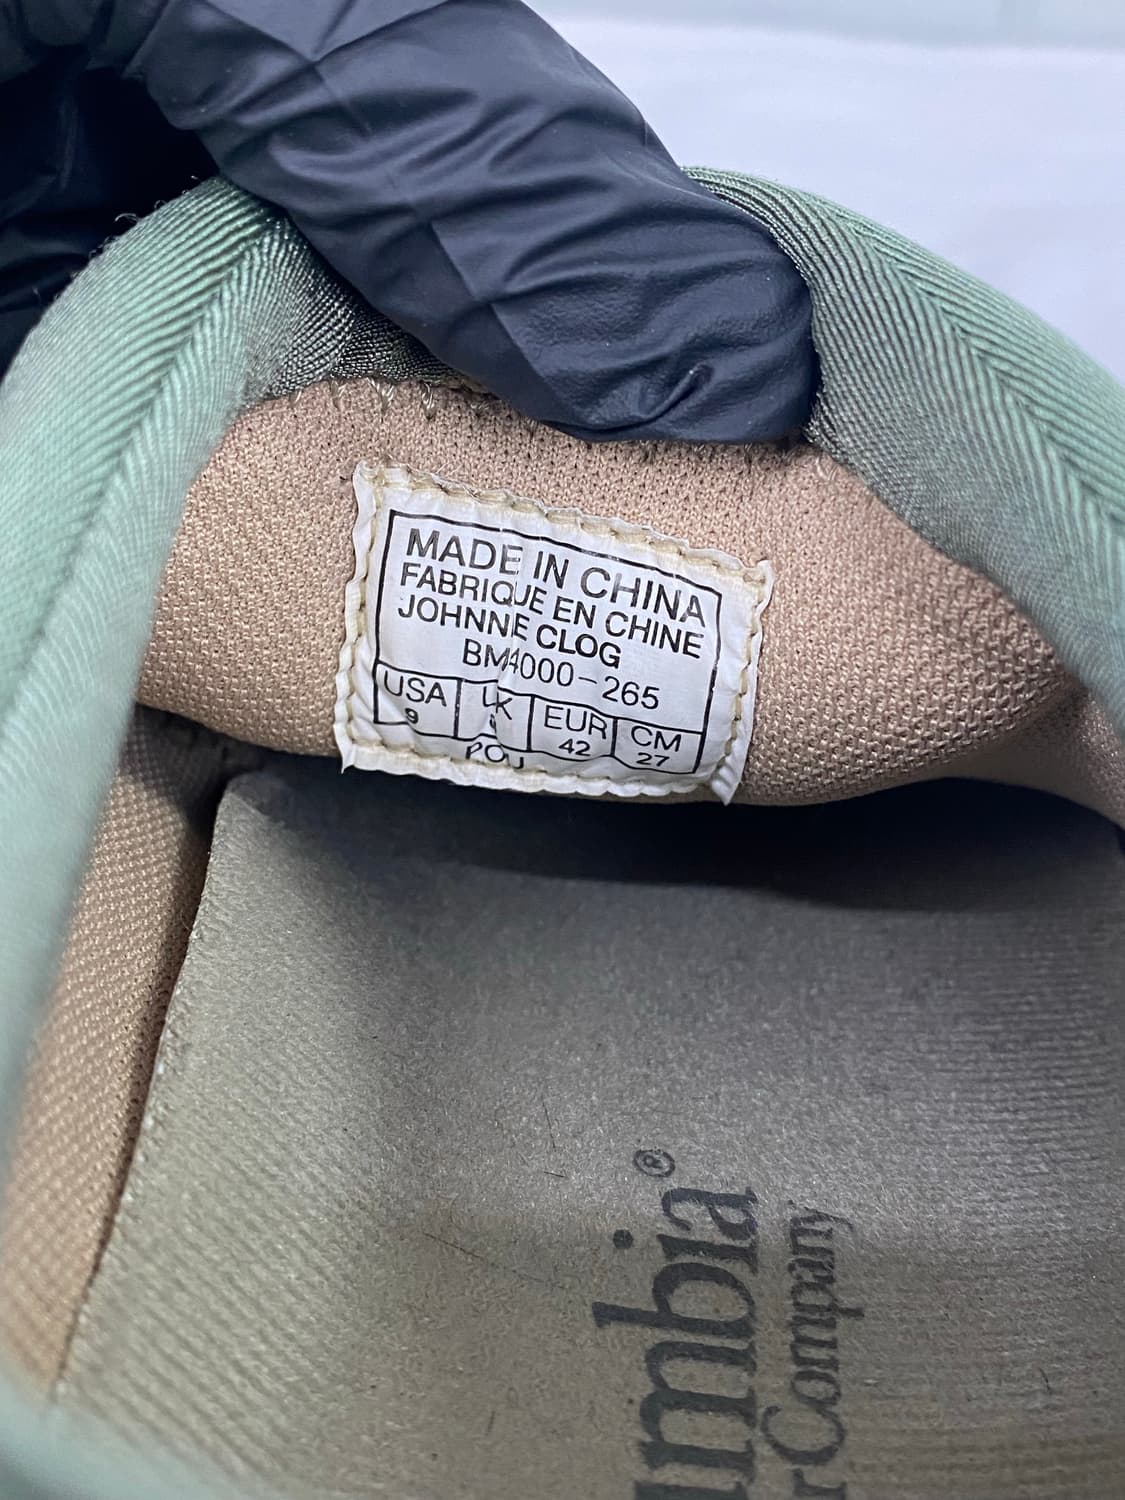 MADE IN CHINA
FABRIQUE EN CHINE
JOHNNE CLOG
BM4000-265
USA UK EUR CM
9 42 27
POU
umbia®
r Company